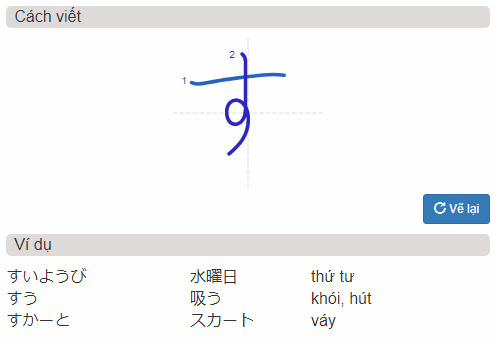 Cách viết
2
1
す
Vẽ lại
Ví dụ
すいようび 水曜日 thứ tư
すう 吸う khói, hút
すかーと スカート váy